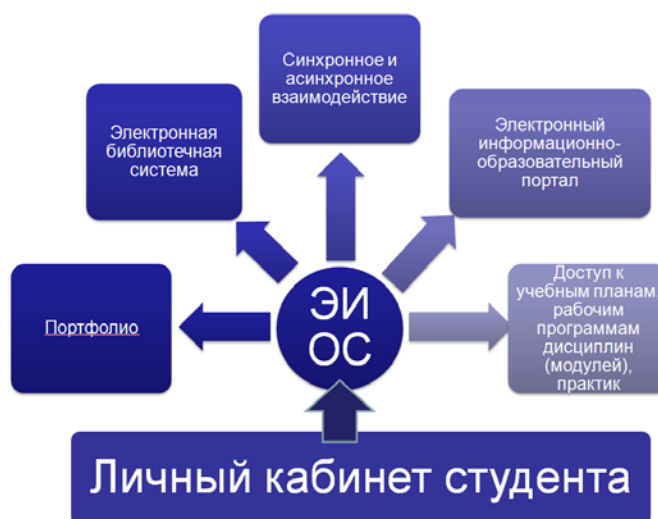 Синхронное и
асинхронное
взаимодействие
Электронная
библиотечная
система
Электронный
информационно-
образовательный
портал
Портфолио
ЭИ
ОС
Доступ к
учебным планам,
рабочим
программам
дисциплин
(модулей),
практик
Личный кабинет студента